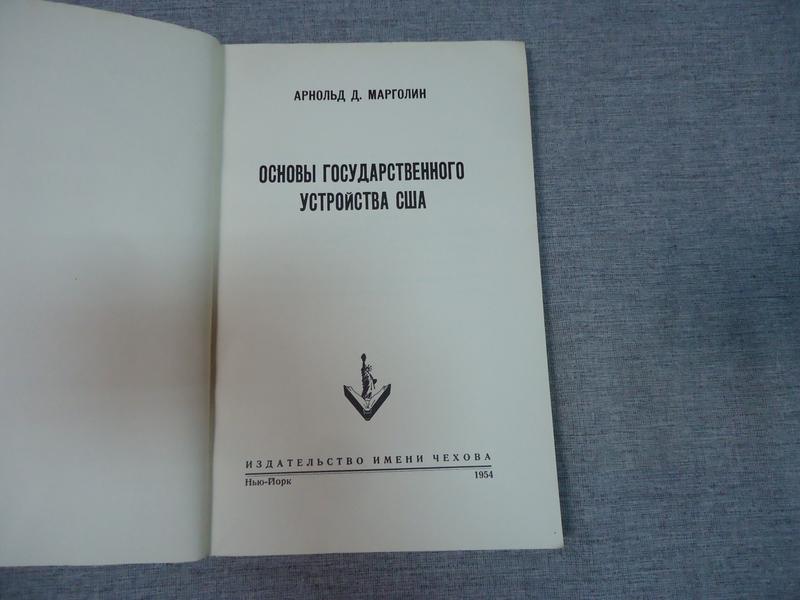 АРНОЛЬД Д. МАРГОЛИН
ОСНОВЫ ГОСУДАРСТВЕННОГО
УСТРОЙСТВА США
ИЗДАТЕЛЬСТВО ИМЕНИ ЧЕХОВА
Нью-Йорк 1954